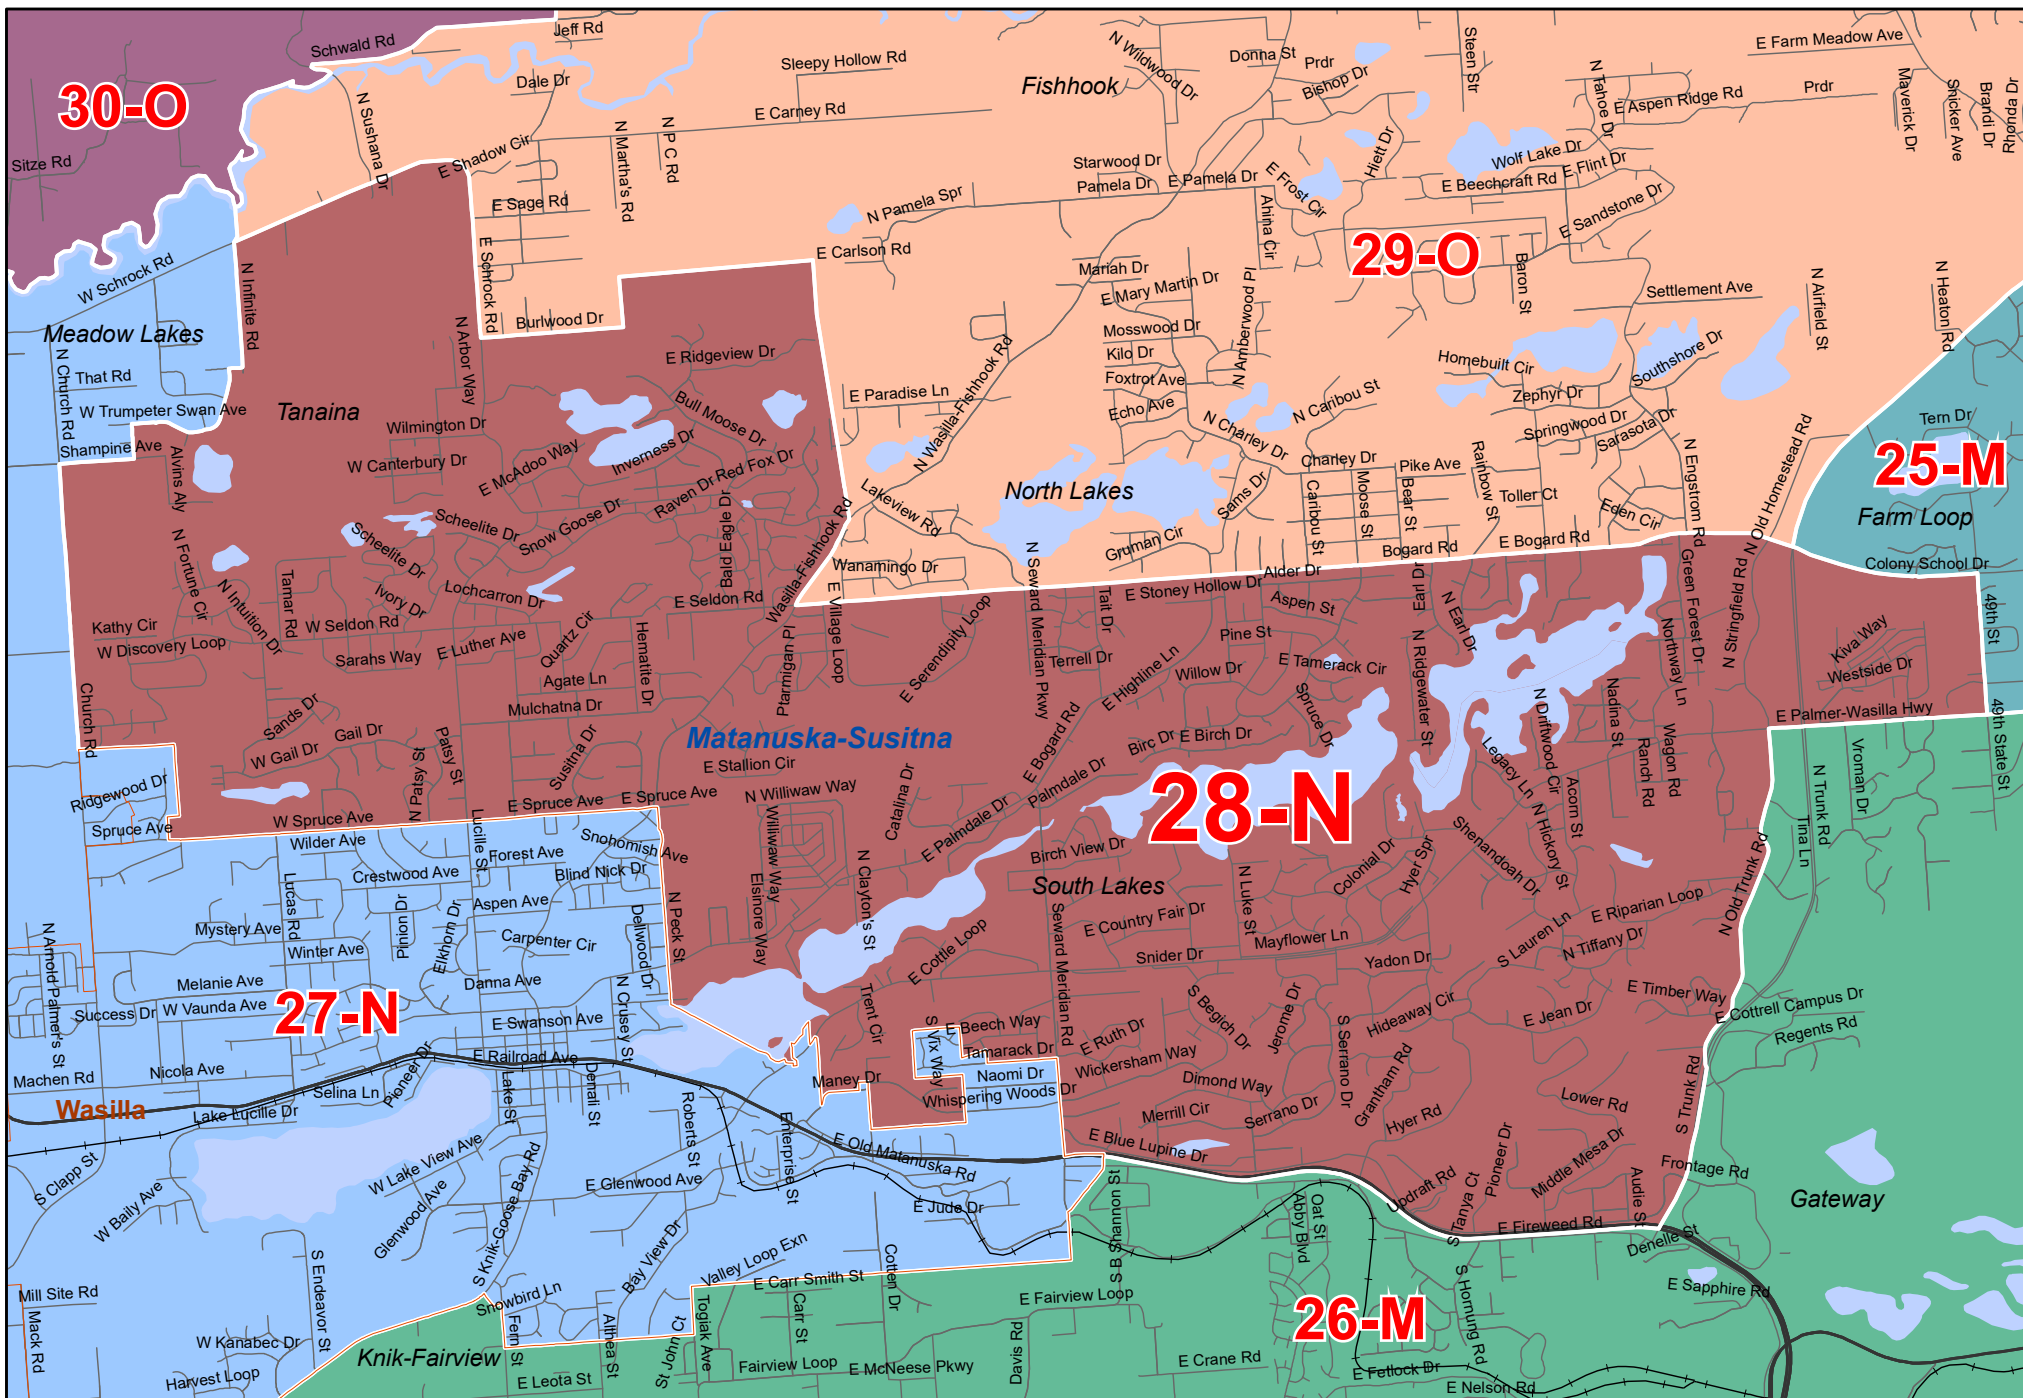 Jeff Rd
Schwald Rd
Sleepy Hollow Rd
Dale Dr
30-O
Sitze Rd
N Sushana Dr
E Shadow Cir
E Carney Rd
N Martha's Rd
N P C Rd
Fishhook
N Wildwood Dr
Donna St
Prdr
Bishop Dr
Steen Str
N Tahoe Dr
E Farm Meadow Ave
E Aspen Ridge Rd
Prdr
Maverick Dr
Snicker Ave
Brandi Dr
Rhonda Dr
Starwood Dr
Pamela Dr
E Pamela Dr
E Frost Cir
Hiett Dr
Wolf Lake Dr
E Flint Dr
E Beechcraft Rd
E Sandstone Dr
E Sage Rd
N Pamela Spr
E Carlson Rd
Ahina Cir
29-O
W Schrock Rd
N Infinite Rd
E Schrock Rd
Burlwood Dr
Mariah Dr
E Mary Martin Dr
Mosswood Dr
Kilo Dr
Foxtrot Ave
Echo Ave
N Amberwood Pl
Baron St
Settlement Ave
N Airfield St
N Heaton Rd
Meadow Lakes
N Church Rd
That Rd
W Trumpeter Swan Ave
Shampine Ave
Tanaina
N Arbor Way
E Ridgeview Dr
Bull Moose Dr
E Paradise Ln
N Wasilla-Fishhook Rd
N Charley Dr
N Caribou St
Homebuilt Cir
Zephyr Dr
Southshore Dr
Springwood Dr
Sarasota Dr
Tern Dr
25-M
Farm Loop
Wilmington Dr
W Canterbury Dr
E McAdoo Way
Inverness Dr
Raven Dr
Red Fox Dr
Alvins Aly
Scheelite Dr
Scheelite Dr
Snow Goose Dr
Bald Eagle Dr
Lakeview Rd
North Lakes
Sams Dr
Charley Dr
Caribou St
Moose St
Pike Ave
Bear St
Rainbow St
Toller Ct
Eden Cir
N Engstrom Rd
N Old Homestead Rd
Gruman Cir
Bogard Rd
E Bogard Rd
Colony School Dr
N Fortune Cir
N Intuition Dr
Tamar Rd
Ivory Dr
Lochcarron Dr
E Seldon Rd
Wasilla-Fishhook Rd
Wanamingo Dr
N Seward Meridian Pkwy
E Stoney Hollow Dr
Alder Dr
Aspen St
Earl Dr
N Earl Dr
Tait Dr
Kathy Cir
W Discovery Loop
W Seldon Rd
Sarahs Way
E Luther Ave
Quartz Cir
Hematite Dr
Agate Ln
Mulchatna Dr
Ptarmigan Pl
E Village Loop
E Serendipity Loop
Terrell Dr
E Highline Ln
Pine St
Willow Dr
E Tamerack Cir
Spruce Dr
N Ridgewater St
Green Forest Dr
Northway Ln
N Stringfield Rd
Kiva Way
Westside Dr
49th St
E Palmer-Wasilla Hwy
49th State St
Church Rd
Sands Dr
Gail Dr
W Gail Dr
Patsy St
N Patsy St
Susitna Dr
Matanuska-Susitna
E Stallion Cir
E Bogard Rd
Birc Dr
E Birch Dr
Palmdale Dr
28-N
N Driftwood Cir
Legacy Ln
Nadina St
Wagon Rd
Ranch Rd
Acorn St
N Hickory St
N Trunk Rd
Vroman Dr
Tina Ln
Ridgewood Dr
Spruce Ave
W Spruce Ave
Wilder Ave
E Spruce Ave
E Spruce Ave
N Williwaw Way
Williwaw Way
Catalina Dr
E Palmdale Dr
Birch View Dr
South Lakes
Colonial Dr
Hyer Spr
Shenandoah Dr
Lucille St
Forest Ave
Snohomish Ave
Blind Nick Dr
Crestwood Ave
Lucas Rd
Pinion Dr
Elkhorn Dr
Aspen Ave
Carpenter Cir
Dellwood Dr
N Peck St
Elsinore Way
N Clayton's St
E Cottle Loop
Seward Meridian Rd
E Country Fair Dr
N Luke St
Mayflower Ln
Snider Dr
Yadon Dr
S Lauren Ln
E Riparian Loop
N Tiffany Dr
N Old Trunk Rd
N Arnold Palmer's St
Mystery Ave
Winter Ave
Melanie Ave
Success Dr
W Vaunda Ave
27-N
Danna Ave
E Swanson Ave
N Crusey St
E Railroad Ave
Trent Cir
S Vix Way
E Beech Way
Tamarack Dr
Naomi Dr
Whispering Woods Dr
E Ruth Dr
Wickersham Way
S Begich Dr
Jerome Dr
S Serrano Dr
Hideaway Cir
E Jean Dr
E Timber Way
E Cottrell Campus Dr
Regents Rd
Machen Rd
Nicola Ave
Wasilla
Selina Ln
Pioneer Dr
Lake Lucille Dr
Lake St
Denali St
Roberts St
Maney Dr
Enterprise St
E Old Matanuska Rd
Dimond Way
Merrill Cir
Serrano Dr
Grantham Rd
Hyer Rd
Lower Rd
S Trunk Rd
E Blue Lupine Dr
Updraft Rd
S Tanya Ct
Pioneer Dr
Middle Mesa Dr
Audie St
Frontage Rd
Gateway
S Clapp St
W Baily Ave
W Lake View Ave
Glenwood Ave
S Knik-Goose Bay Rd
E Glenwood Ave
Bay View Dr
E Jude Dr
S B Shannon St
Abby Blvd
Oat St
E Fireweed Rd
Denelle St
E Sapphire Rd
Mill Site Rd
Mack Rd
S Endeavor St
Snowbird Ln
Fern St
Valley Loop Exn
E Carr Smith St
Cotten Dr
Carr St
E Fairview Loop
26-M
S Hornung Rd
W Kanabec Dr
Harvest Loop
Knik-Fairview
E Leota St
Althea St
St John Ct
Togiak Ave
Fairview Loop
E McNeese Pkwy
Davis Rd
E Crane Rd
E Fetlock Dr
E Nelson Rd